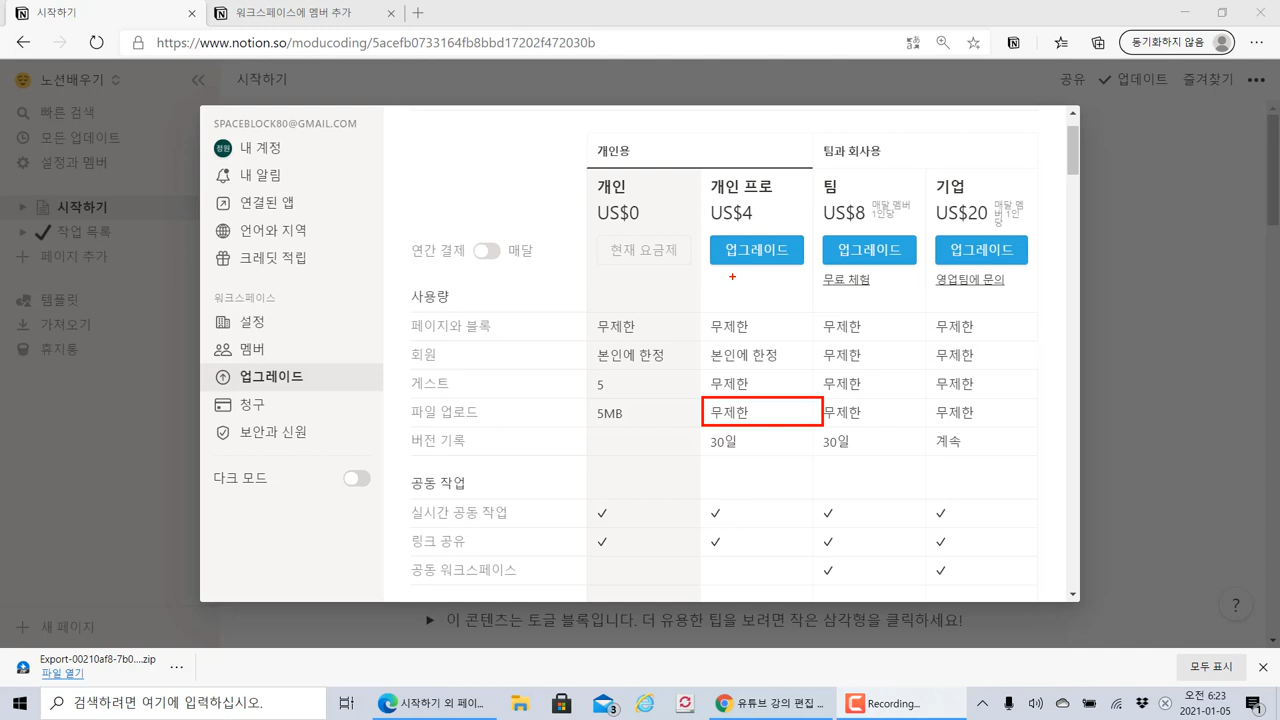 시작하기
워크스페이스에 멤버 추가
https://www.notion.so/moducoding/5acefb0733164fb8bbd17202f472030b
동기화하지 않음
노션배우기
시작하기
공유
업데이트
즐겨찾기
빠른 검색
모든 업데이트
설정과 멤버
시작하기
작업 목록
페이지 추가
템플릿
가져오기
휴지통
새 페이지
SPACEBLOCK80@GMAIL.COM
정원
내 계정
내 알림
연결된 앱
언어와 지역
크레딧 적립
워크스페이스
설정
멤버
업그레이드
청구
보안과 신원
다크 모드
개인용
팀과 회사용
개인
개인 프로
팀
기업
US$0
US$4
US$8 매달 멤버 1인당
US$20 매달 멤버 1인당
연간 결제
매달
현재 요금제
업그레이드
업그레이드
업그레이드
무료 체험
영업팀에 문의
사용량
페이지와 블록 무제한 무제한 무제한 무제한
회원 본인에 한정 본인에 한정 무제한 무제한
게스트 5 무제한 무제한 무제한
파일 업로드 5MB 무제한 무제한 무제한
버전 기록 30일 30일 계속
공동 작업
실시간 공동 작업 ✓ ✓ ✓ ✓
링크 공유 ✓ ✓ ✓ ✓
공동 워크스페이스 ✓ ✓
이 콘텐츠는 토글 블록입니다. 더 유용한 팁을 보려면 작은 삼각형을 클릭하세요!
?
Export-00210af8-7b0....zip
파일 열기
모두 표시
검색하려면 여기에 입력하십시오.
시작하기 외 페이...
3
유튜브 강의 편집 ...
Recording...
오전 6:23
2021-01-05
1